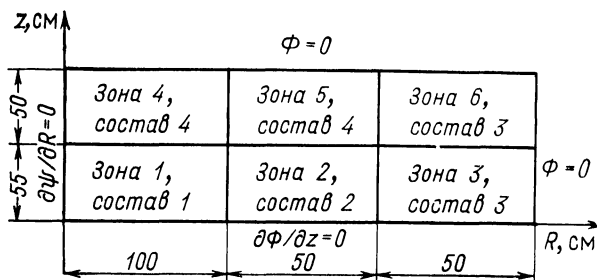 z, см
Φ=0
Зона 4, состав 4
Зона 5, состав 4
Зона 6, состав 3
50
55
∂ψ/∂R=0
Зона 1, состав 1
Зона 2, состав 2
Зона 3, состав 3
Φ=0
∂Φ/∂z=0
R, см
100
50
50